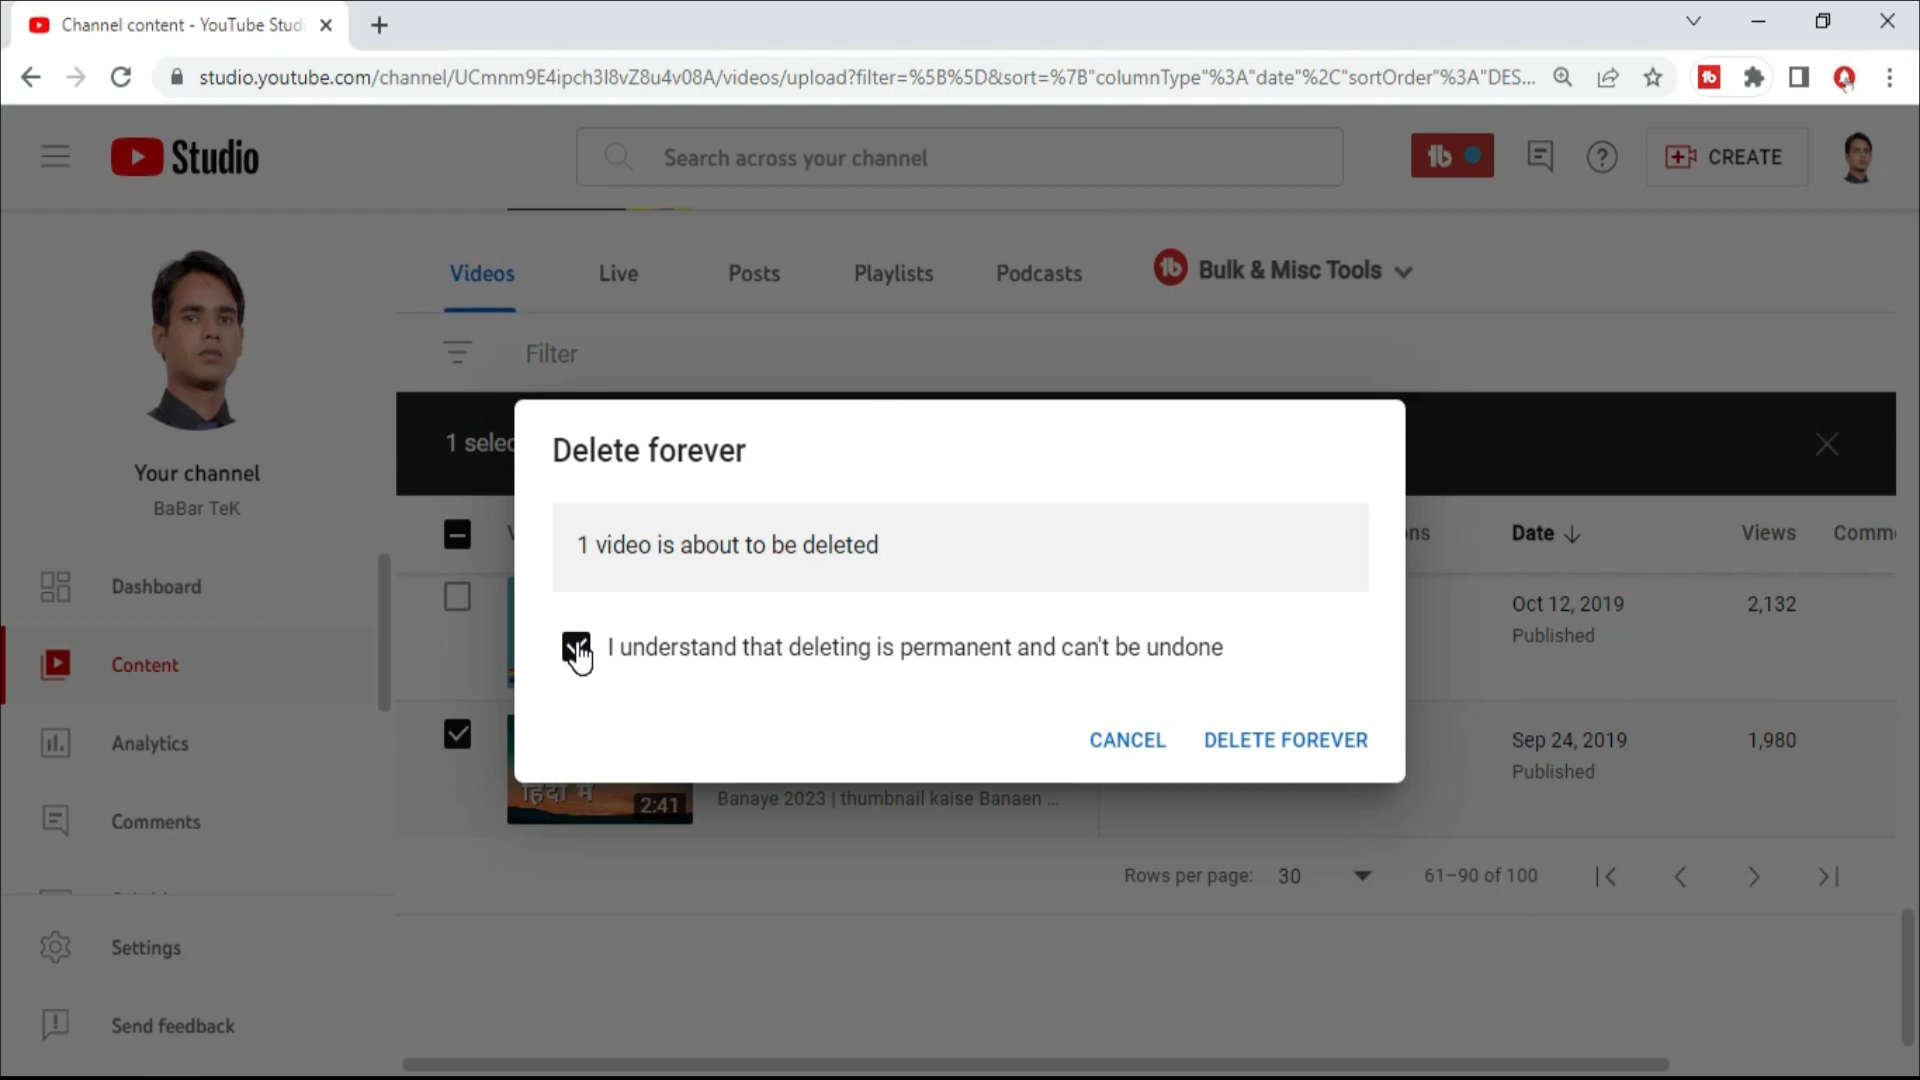 Channel content - YouTube Studi
studio.youtube.com/channel/UCmnm9E4ipch3I8vZ8u4v08A/videos/upload?filter=%5B%5D&sort=%7B"columnType"%3A"date"%2C"sortOrder"%3A"DES...
Studio
Search across your channel
CREATE
Videos
Live
Posts
Playlists
Podcasts
Bulk & Misc Tools
Filter
Your channel
BaBar TeK
Dashboard
Content
Analytics
Comments
Settings
Send feedback
1 selec
Delete forever
1 video is about to be deleted
I understand that deleting is permanent and can't be undone
CANCEL
DELETE FOREVER
ns
Date
Views
Comm
Oct 12, 2019
2,132
Published
Sep 24, 2019
1,980
Published
हिंदी में
2:41
Banaye 2023 | thumbnail kaise Banaen ...
Rows per page:
30
61–90 of 100